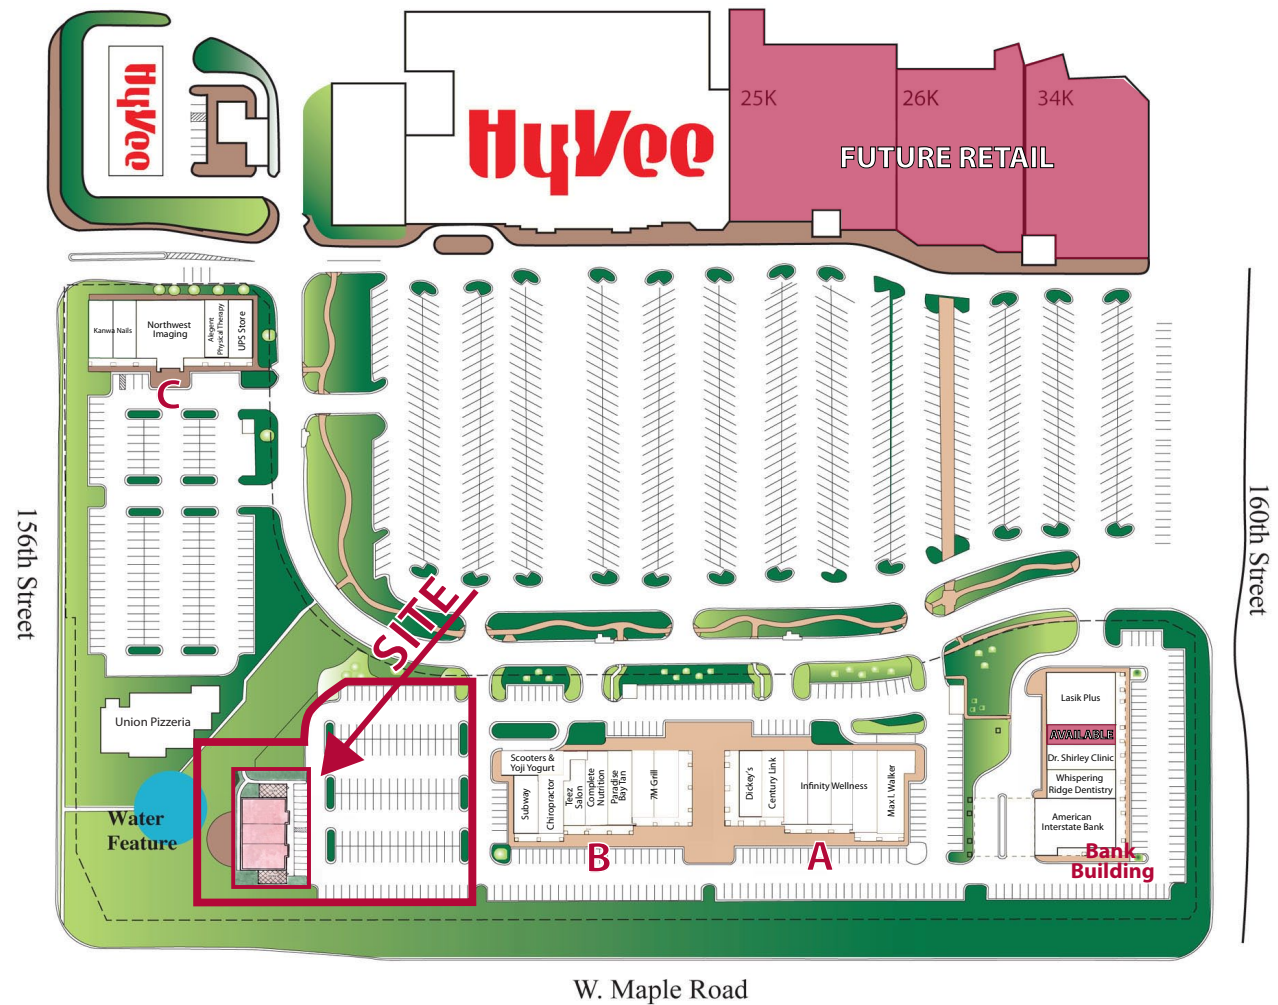 HyVee
HyVee
25K
26K
34K
FUTURE RETAIL
Kanwa Nails
Northwest
Imaging
Alegent
Physical Therapy
UPS Store
C
156th Street
160th Street
SITE
Union Pizzeria
Water
Feature
Scooters &
Yoji Yogurt
Subway
Chiropractor
Teez
Salon
Complete
Nutrition
Paradise
Bay Tan
7M Grill
B
Dickey's
Century Link
Infinity Wellness
Max I. Walker
A
Lasik Plus
AVAILABLE
Dr. Shirley Clinic
Whispering
Ridge Dentistry
American
Interstate Bank
Bank
Building
W. Maple Road